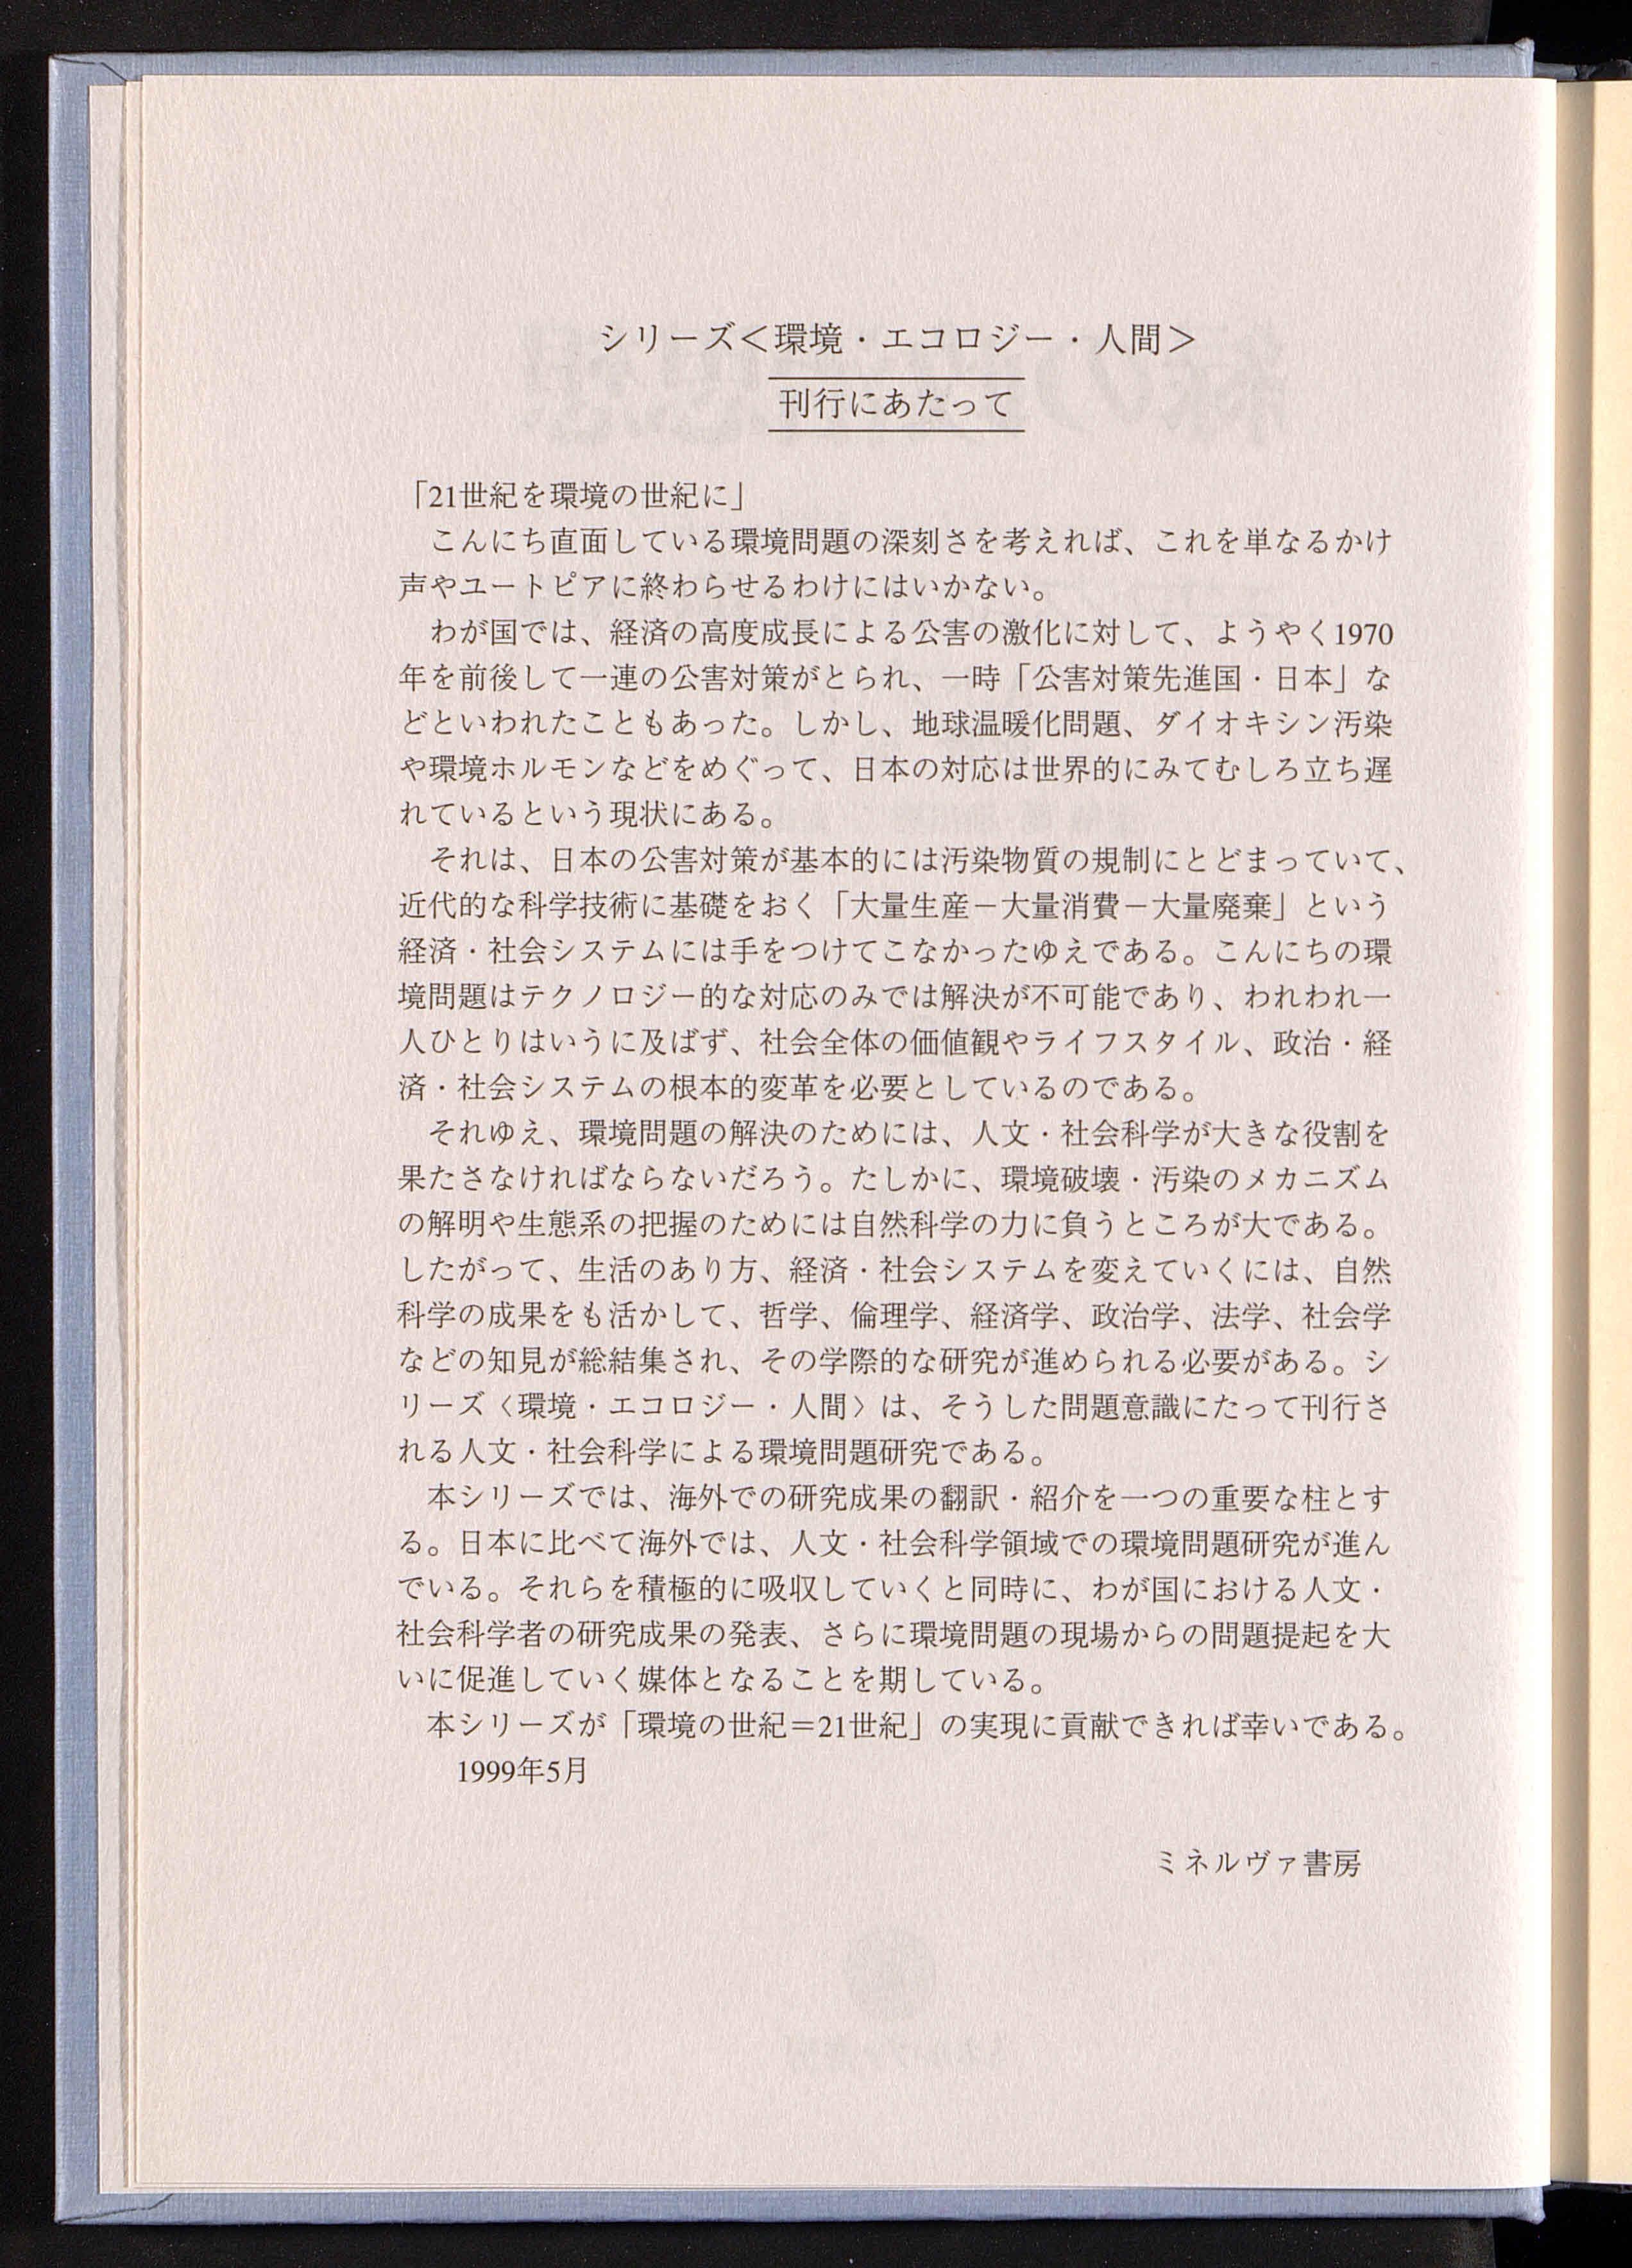 シリーズ＜環境・エコロジー・人間＞
刊行にあたって
「21世紀を環境の世紀に」
こんにち直面している環境問題の深刻さを考えれば、これを単なるかけ
声やユートピアに終わらせるわけにはいかない。
わが国では、経済の高度成長による公害の激化に対して、ようやく1970
年を前後して一連の公害対策がとられ、一時「公害対策先進国・日本」な
どといわれたこともあった。しかし、地球温暖化問題、ダイオキシン汚染
や環境ホルモンなどをめぐって、日本の対応は世界的にみてむしろ立ち遅
れているという現状にある。
それは、日本の公害対策が基本的には汚染物質の規制にとどまっていて、
近代的な科学技術に基礎をおく「大量生産－大量消費－大量廃棄」という
経済・社会システムには手をつけてこなかったゆえである。こんにちの環
境問題はテクノロジー的な対応のみでは解決が不可能であり、われわれ一
人ひとりはいうに及ばず、社会全体の価値観やライフスタイル、政治・経
済・社会システムの根本的変革を必要としているのである。
それゆえ、環境問題の解決のためには、人文・社会科学が大きな役割を
果たさなければならないだろう。たしかに、環境破壊・汚染のメカニズム
の解明や生態系の把握のためには自然科学の力に負うところが大である。
したがって、生活のあり方、経済・社会システムを変えていくには、自然
科学の成果をも活かして、哲学、倫理学、経済学、政治学、法学、社会学
などの知見が総結集され、その学際的な研究が進められる必要がある。シ
リーズ〈環境・エコロジー・人間〉は、そうした問題意識にたって刊行さ
れる人文・社会科学による環境問題研究である。
本シリーズでは、海外での研究成果の翻訳・紹介を一つの重要な柱とす
る。日本に比べて海外では、人文・社会科学領域での環境問題研究が進ん
でいる。それらを積極的に吸収していくと同時に、わが国における人文・
社会科学者の研究成果の発表、さらに環境問題の現場からの問題提起を大
いに促進していく媒体となることを期している。
本シリーズが「環境の世紀＝21世紀」の実現に貢献できれば幸いである。
1999年5月
ミネルヴァ書房